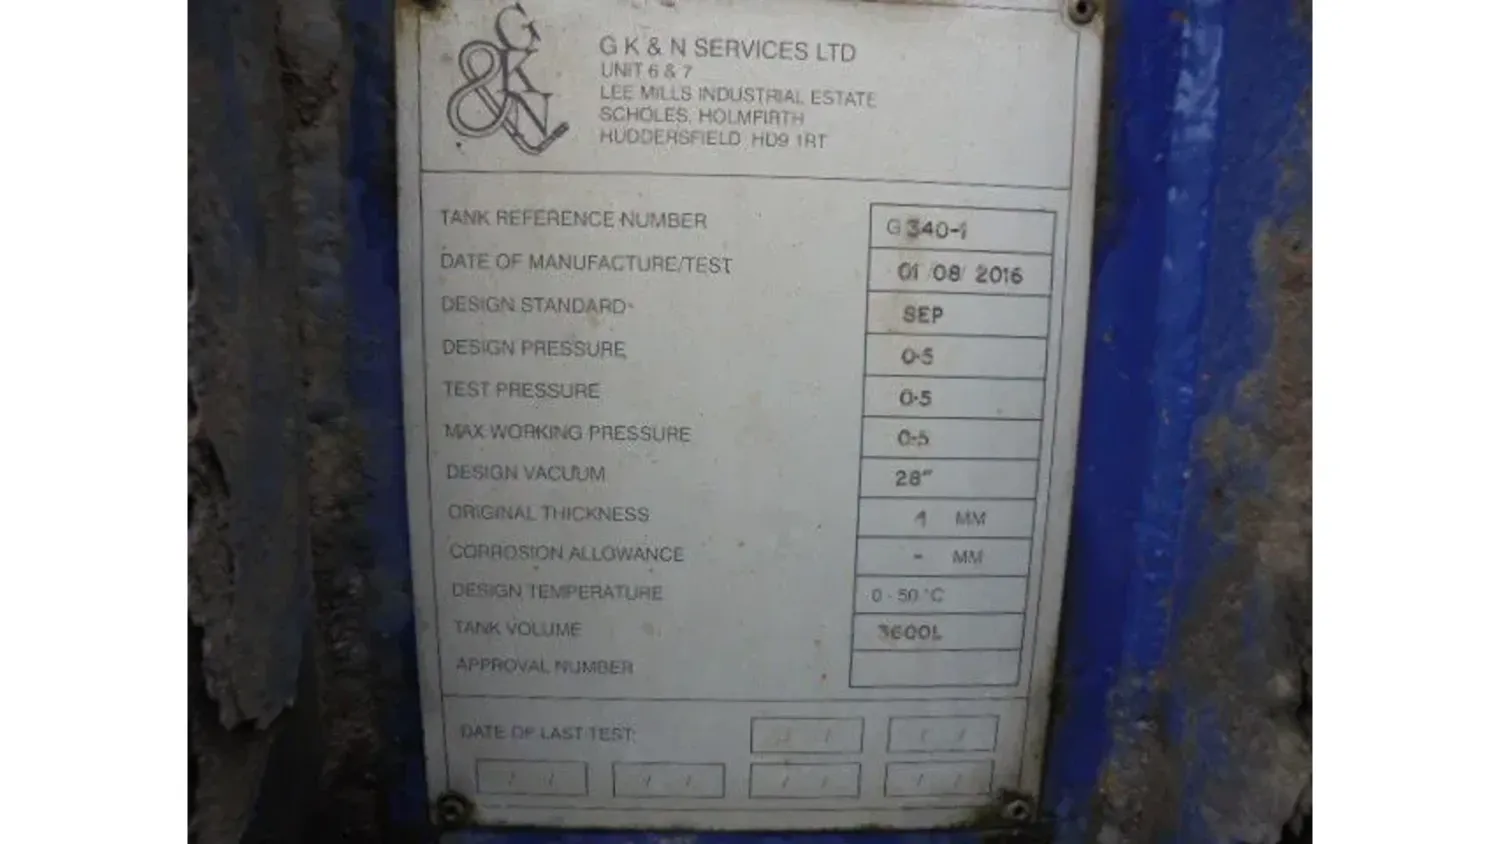 GK&N
G K & N SERVICES LTD
UNIT 6 & 7
LEE MILLS INDUSTRIAL ESTATE
SCHOLES, HOLMFIRTH
HUDDERSFIELD HD9 1RT
TANK REFERENCE NUMBER G340-1
DATE OF MANUFACTURE/TEST 01/08/2016
DESIGN STANDARD SEP
DESIGN PRESSURE 0.5
TEST PRESSURE 0.5
MAX WORKING PRESSURE 0.5
DESIGN VACUUM 28"
ORIGINAL THICKNESS MM
CORROSION ALLOWANCE - MM
DESIGN TEMPERATURE 0 - 50 °C
TANK VOLUME 3600L
APPROVAL NUMBER
DATE OF LAST TEST: / / / /
/ / / / / / / /